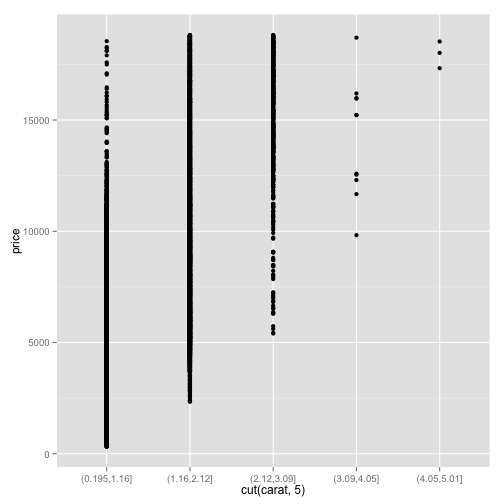 15000
10000
5000
0
price
(0.195,1.16] (1.16,2.12] (2.12,3.09] (3.09,4.05] (4.05,5.01]
cut(carat, 5)